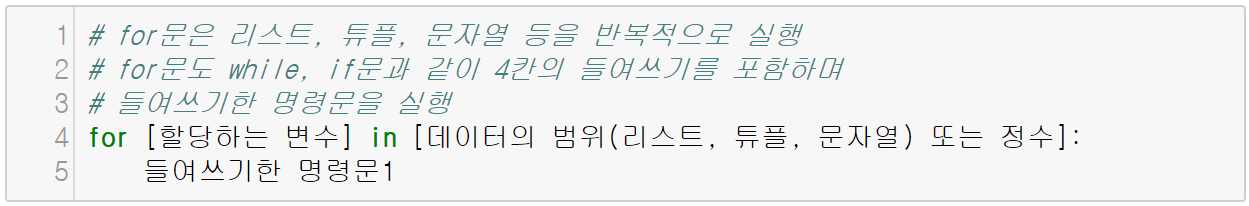 1 # for문은 리스트, 튜플, 문자열 등을 반복적으로 실행
2 # for문도 while, if문과 같이 4칸의 들여쓰기를 포함하며
3 # 들여쓰기한 명령문을 실행
4 for [할당하는 변수] in [데이터의 범위(리스트, 튜플, 문자열) 또는 정수]:
5     들여쓰기한 명령문1